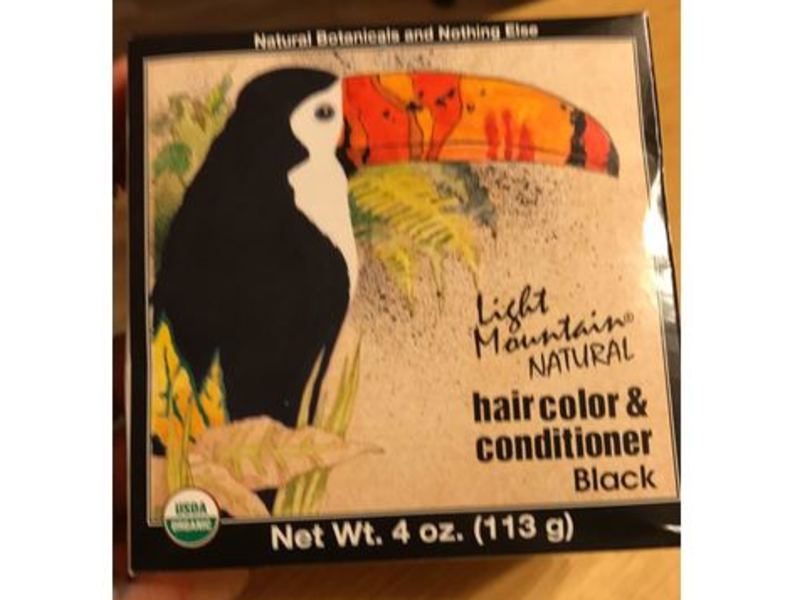 Natural Botanicals and Nothing Else
Light
Mountain®
NATURAL
hair color &
conditioner
Black
USDA
ORGANIC
Net Wt. 4 oz. (113 g)